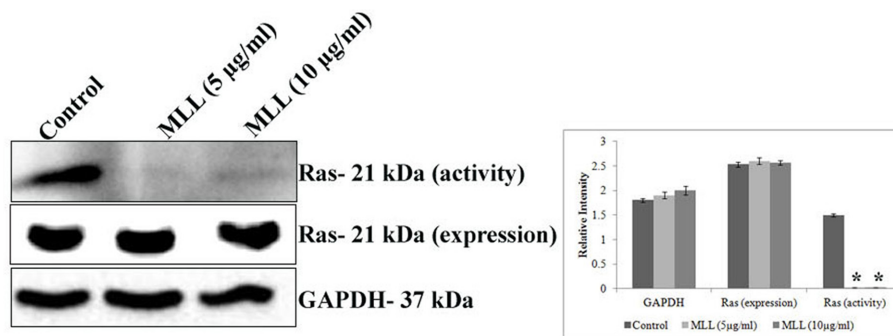 Control
MLL (5 µg/ml)
MLL (10 µg/ml)
Ras- 21 kDa (activity)
Ras- 21 kDa (expression)
GAPDH- 37 kDa
Relative Intensity
3
2.5
2
1.5
1
0.5
0
* *
GAPDH Ras (expression) Ras (activity)
Control MLL (5µg/ml) MLL (10µg/ml)